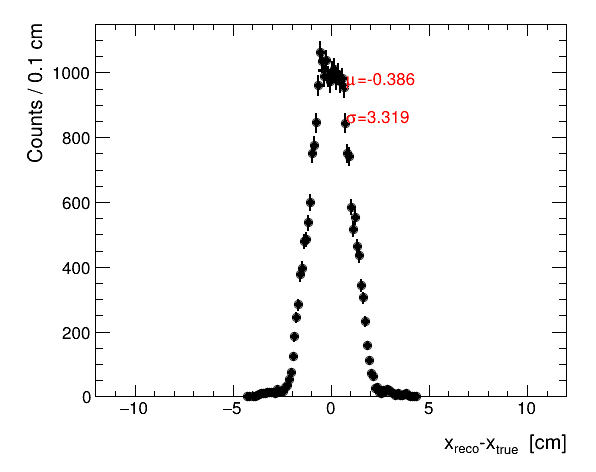 Counts / 0.1 cm
1000
800
600
400
200
0
μ=-0.386
σ=3.319
−10 −5 0 5 10
x_reco-x_true [cm]